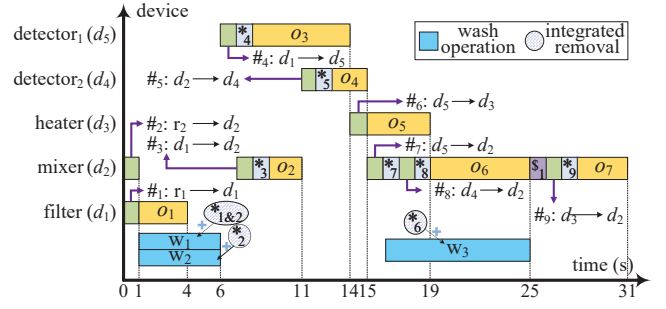 device
wash operation
integrated removal
detector₁ (d₅)
*₄
o₃
#₄: d₁ → d₅
detector₂ (d₄)
#₅: d₂ → d₄
*₅
o₄
#₆: d₅ → d₃
heater (d₃)
#₂: r₂ → d₂
o₅
#₃: d₁ → d₂
#₇: d₅ → d₂
mixer (d₂)
*₃
o₂
*₇
*₈
o₆
$₁
*₉
o₇
#₁: r₁ → d₁
#₈: d₄ → d₂
filter (d₁)
o₁
#₉: d₃ → d₂
*1&2
*₂
*₆
w₁
w₂
w₃
time (s)
0 1 4 6 11 14 15 19 25 31